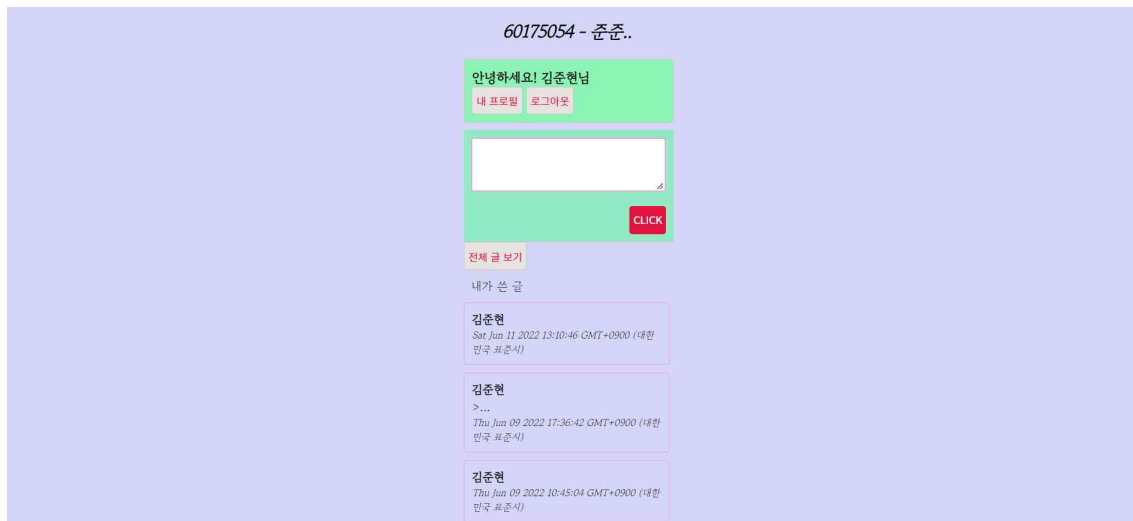 60175054 - 준준..
안녕하세요! 김준현님
내 프로필 로그아웃
CLICK
전체 글 보기
내가 쓴 글
김준현
Sat Jun 11 2022 13:10:46 GMT+0900 (대한
민국 표준시)
김준현
>...
Thu Jun 09 2022 17:36:42 GMT+0900 (대한
민국 표준시)
김준현
Thu Jun 09 2022 10:45:04 GMT+0900 (대한
민국 표준시)